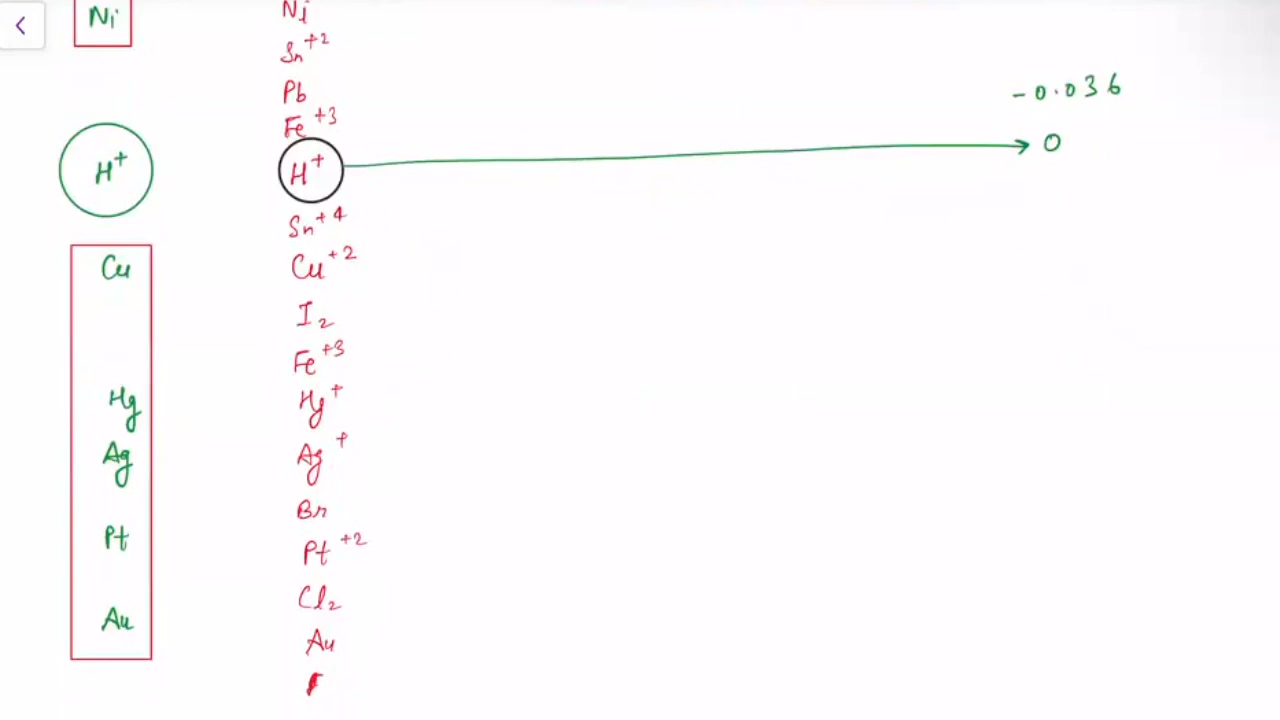 Ni Ni
Sn+2
Pb -0.036
Fe+3
H+ H+ 0
Sn+4
Cu Cu+2
I2
Fe+3
Hg Hg+
Ag Ag+
Br
Pt Pt+2
Cl2
Au Au